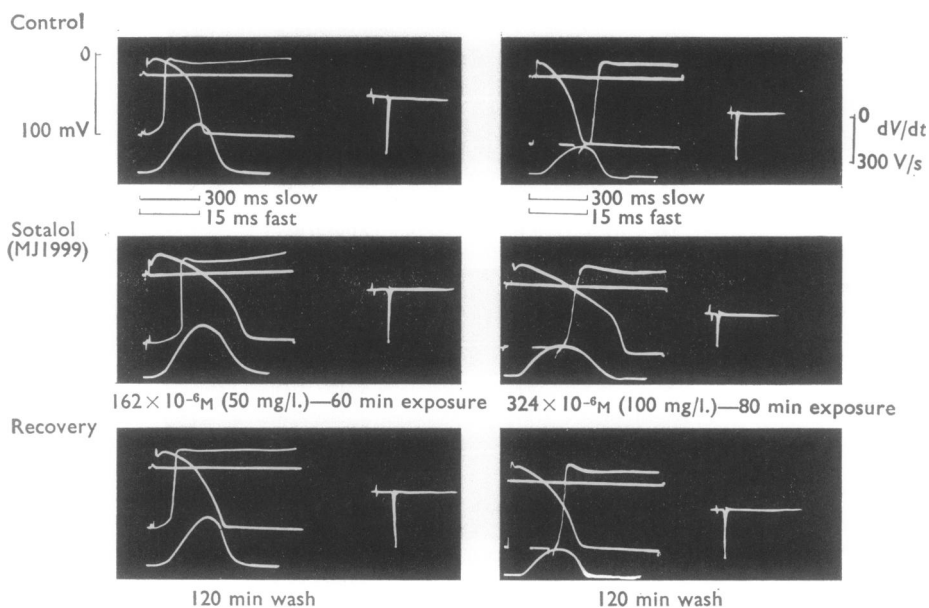 Control
0
100 mV
0
dV/dt
300 V/s
300 ms slow
15 ms fast
300 ms slow
15 ms fast
Sotalol
(MJ1999)
162 × 10⁻⁶M (50 mg/l.)—60 min exposure
324 × 10⁻⁶M (100 mg/l.)—80 min exposure
Recovery
120 min wash
120 min wash